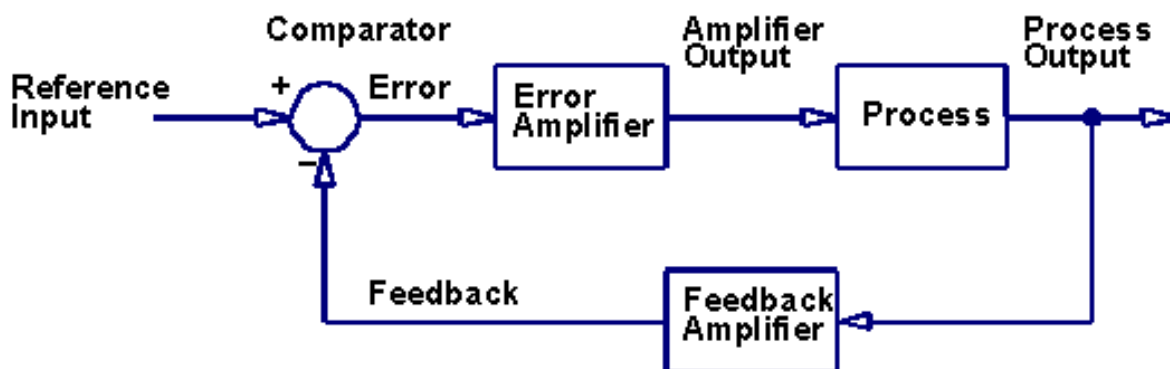 Comparator
Amplifier
Output
Process
Output
Reference
Input
+
Error
Error
Amplifier
Process
−
Feedback
Feedback
Amplifier